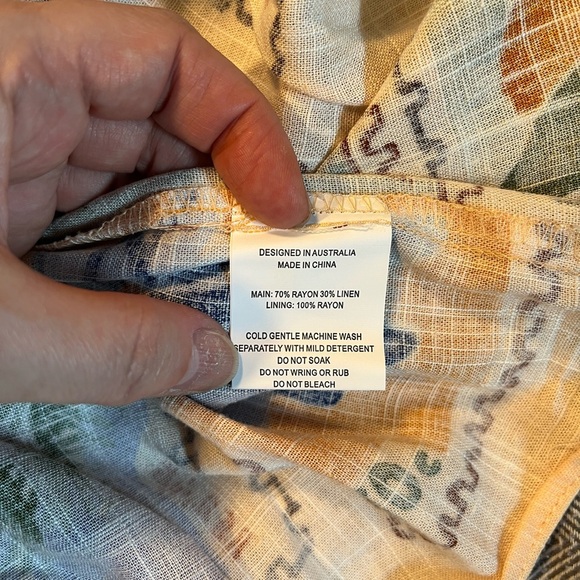 DESIGNED IN AUSTRALIA
MADE IN CHINA
MAIN: 70% RAYON 30% LINEN
LINING: 100% RAYON
COLD GENTLE MACHINE WASH
SEPARATELY WITH MILD DETERGENT
DO NOT SOAK
DO NOT WRING OR RUB
DO NOT BLEACH